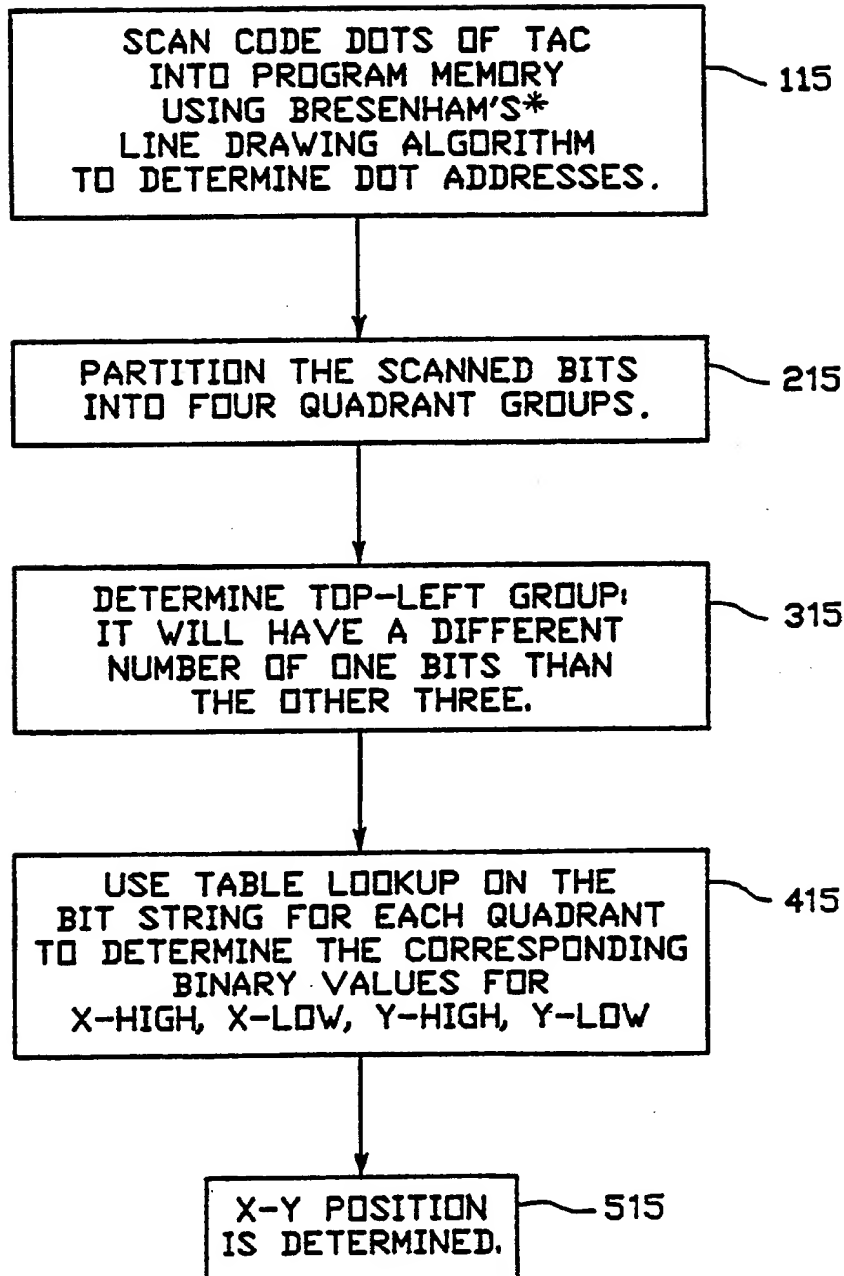 SCAN CODE DOTS OF TAC
INTO PROGRAM MEMORY
USING BRESENHAM'S*
LINE DRAWING ALGORITHM
TO DETERMINE DOT ADDRESSES.
115
PARTITION THE SCANNED BITS
INTO FOUR QUADRANT GROUPS.
215
DETERMINE TOP-LEFT GROUP:
IT WILL HAVE A DIFFERENT
NUMBER OF ONE BITS THAN
THE OTHER THREE.
315
USE TABLE LOOKUP ON THE
BIT STRING FOR EACH QUADRANT
TO DETERMINE THE CORRESPONDING
BINARY VALUES FOR
X-HIGH, X-LOW, Y-HIGH, Y-LOW
415
X-Y POSITION
IS DETERMINED.
515